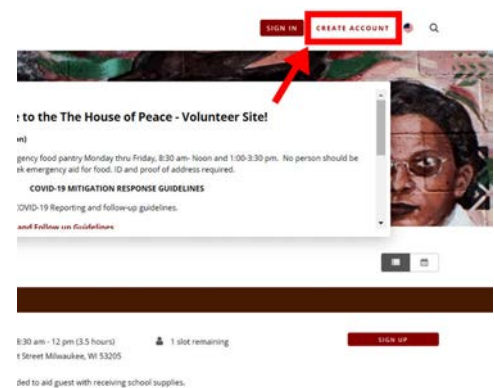 SIGN IN CREATE ACCOUNT
to the The House of Peace - Volunteer Site!
gency food pantry Monday thru Friday, 8:30 am- Noon and 1:00-3:30 pm. No person should be
ek emergency aid for food. ID and proof of address required.
COVID-19 MITIGATION RESPONSE GUIDELINES
COVID-19 Reporting and follow-up guidelines.
and Follow up Guidelines
8:30 am - 12 pm (3.5 hours) 1 slot remaining SIGN UP
t Street Milwaukee, WI 53205
ded to aid guest with receiving school supplies.